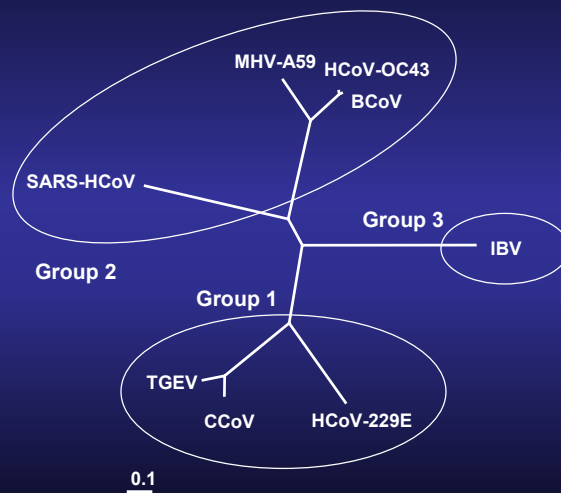 MHV-A59
HCoV-OC43
BCoV
SARS-HCoV
Group 3
IBV
Group 2
Group 1
TGEV
CCoV
HCoV-229E
0.1